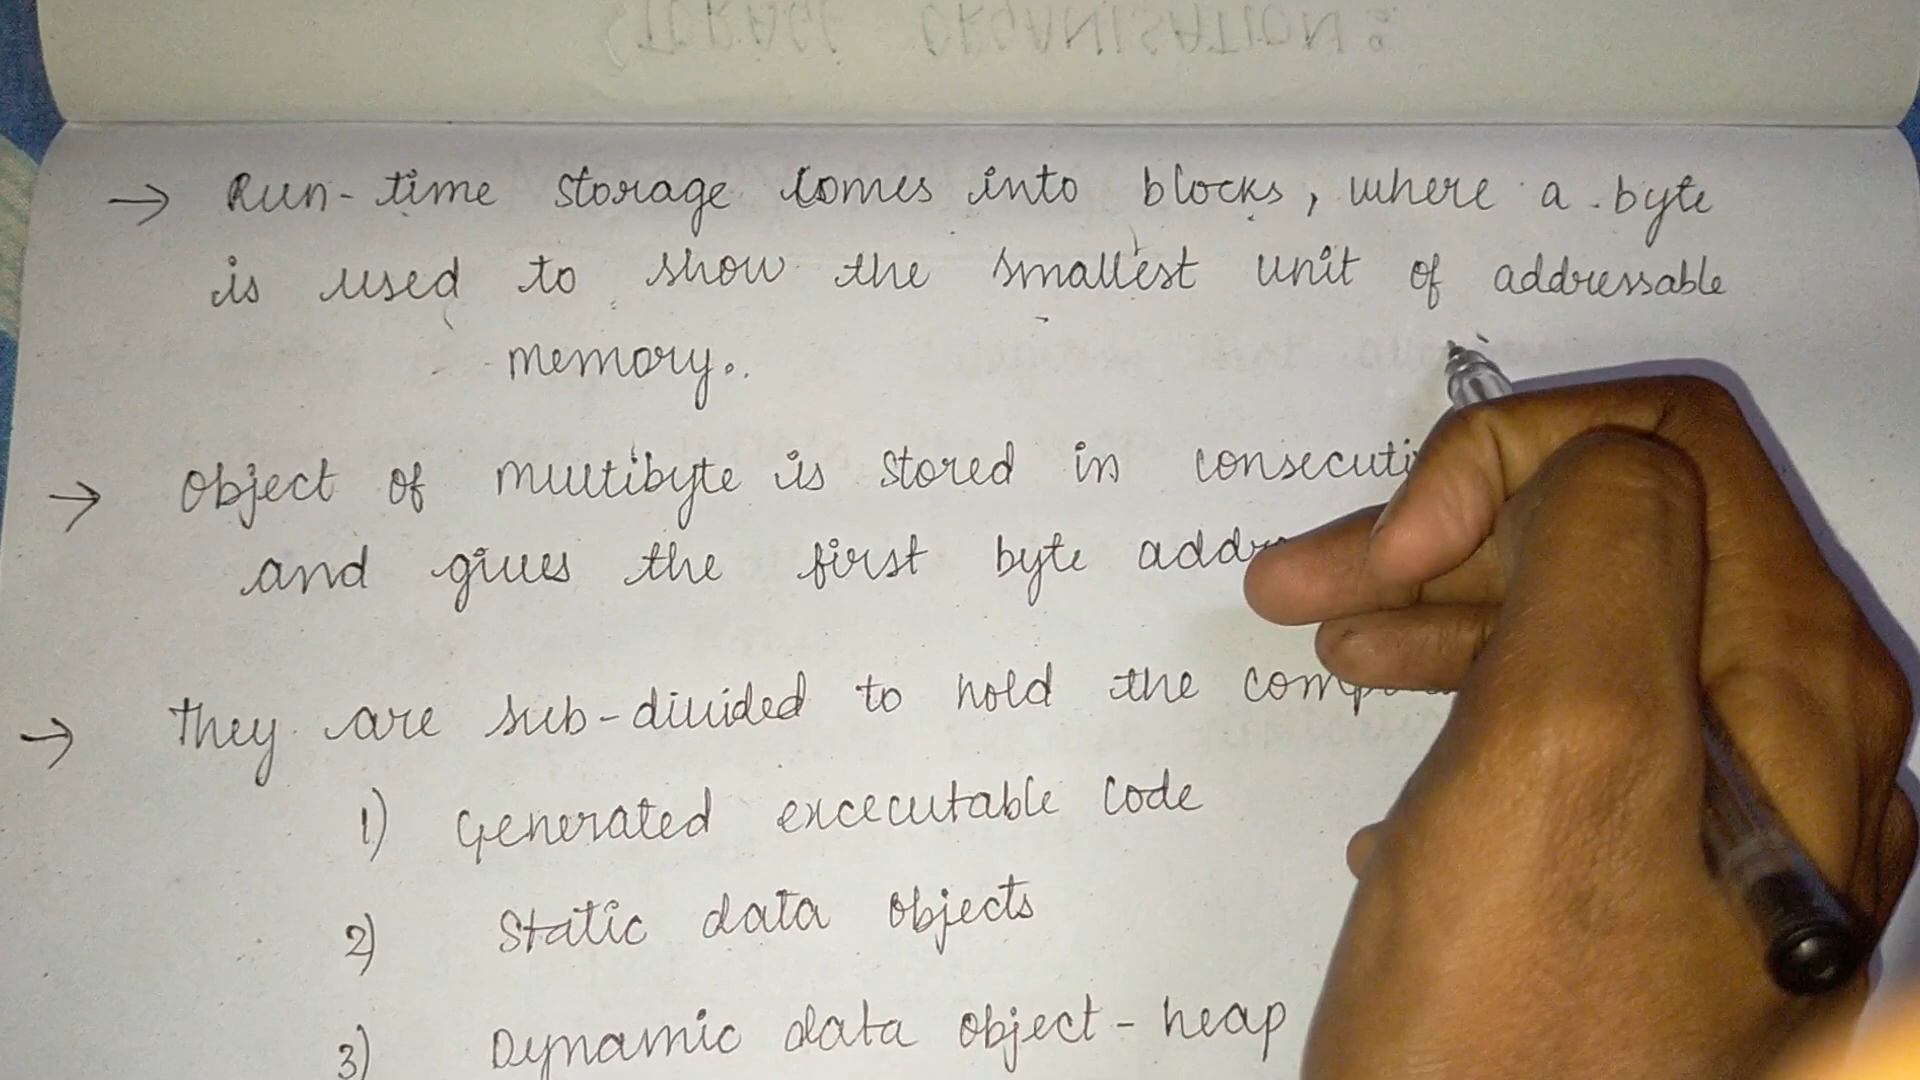 STORAGE ORGANISATION:
→ Run-time storage comes into blocks, where a byte
is used to show the smallest unit of addressable
memory.
→ Object of multibyte is stored in
and gives the first byte
→ They are sub-divided to hold the
1) Generated excecutable code
2) Static data objects
3) Dynamic data object - heap